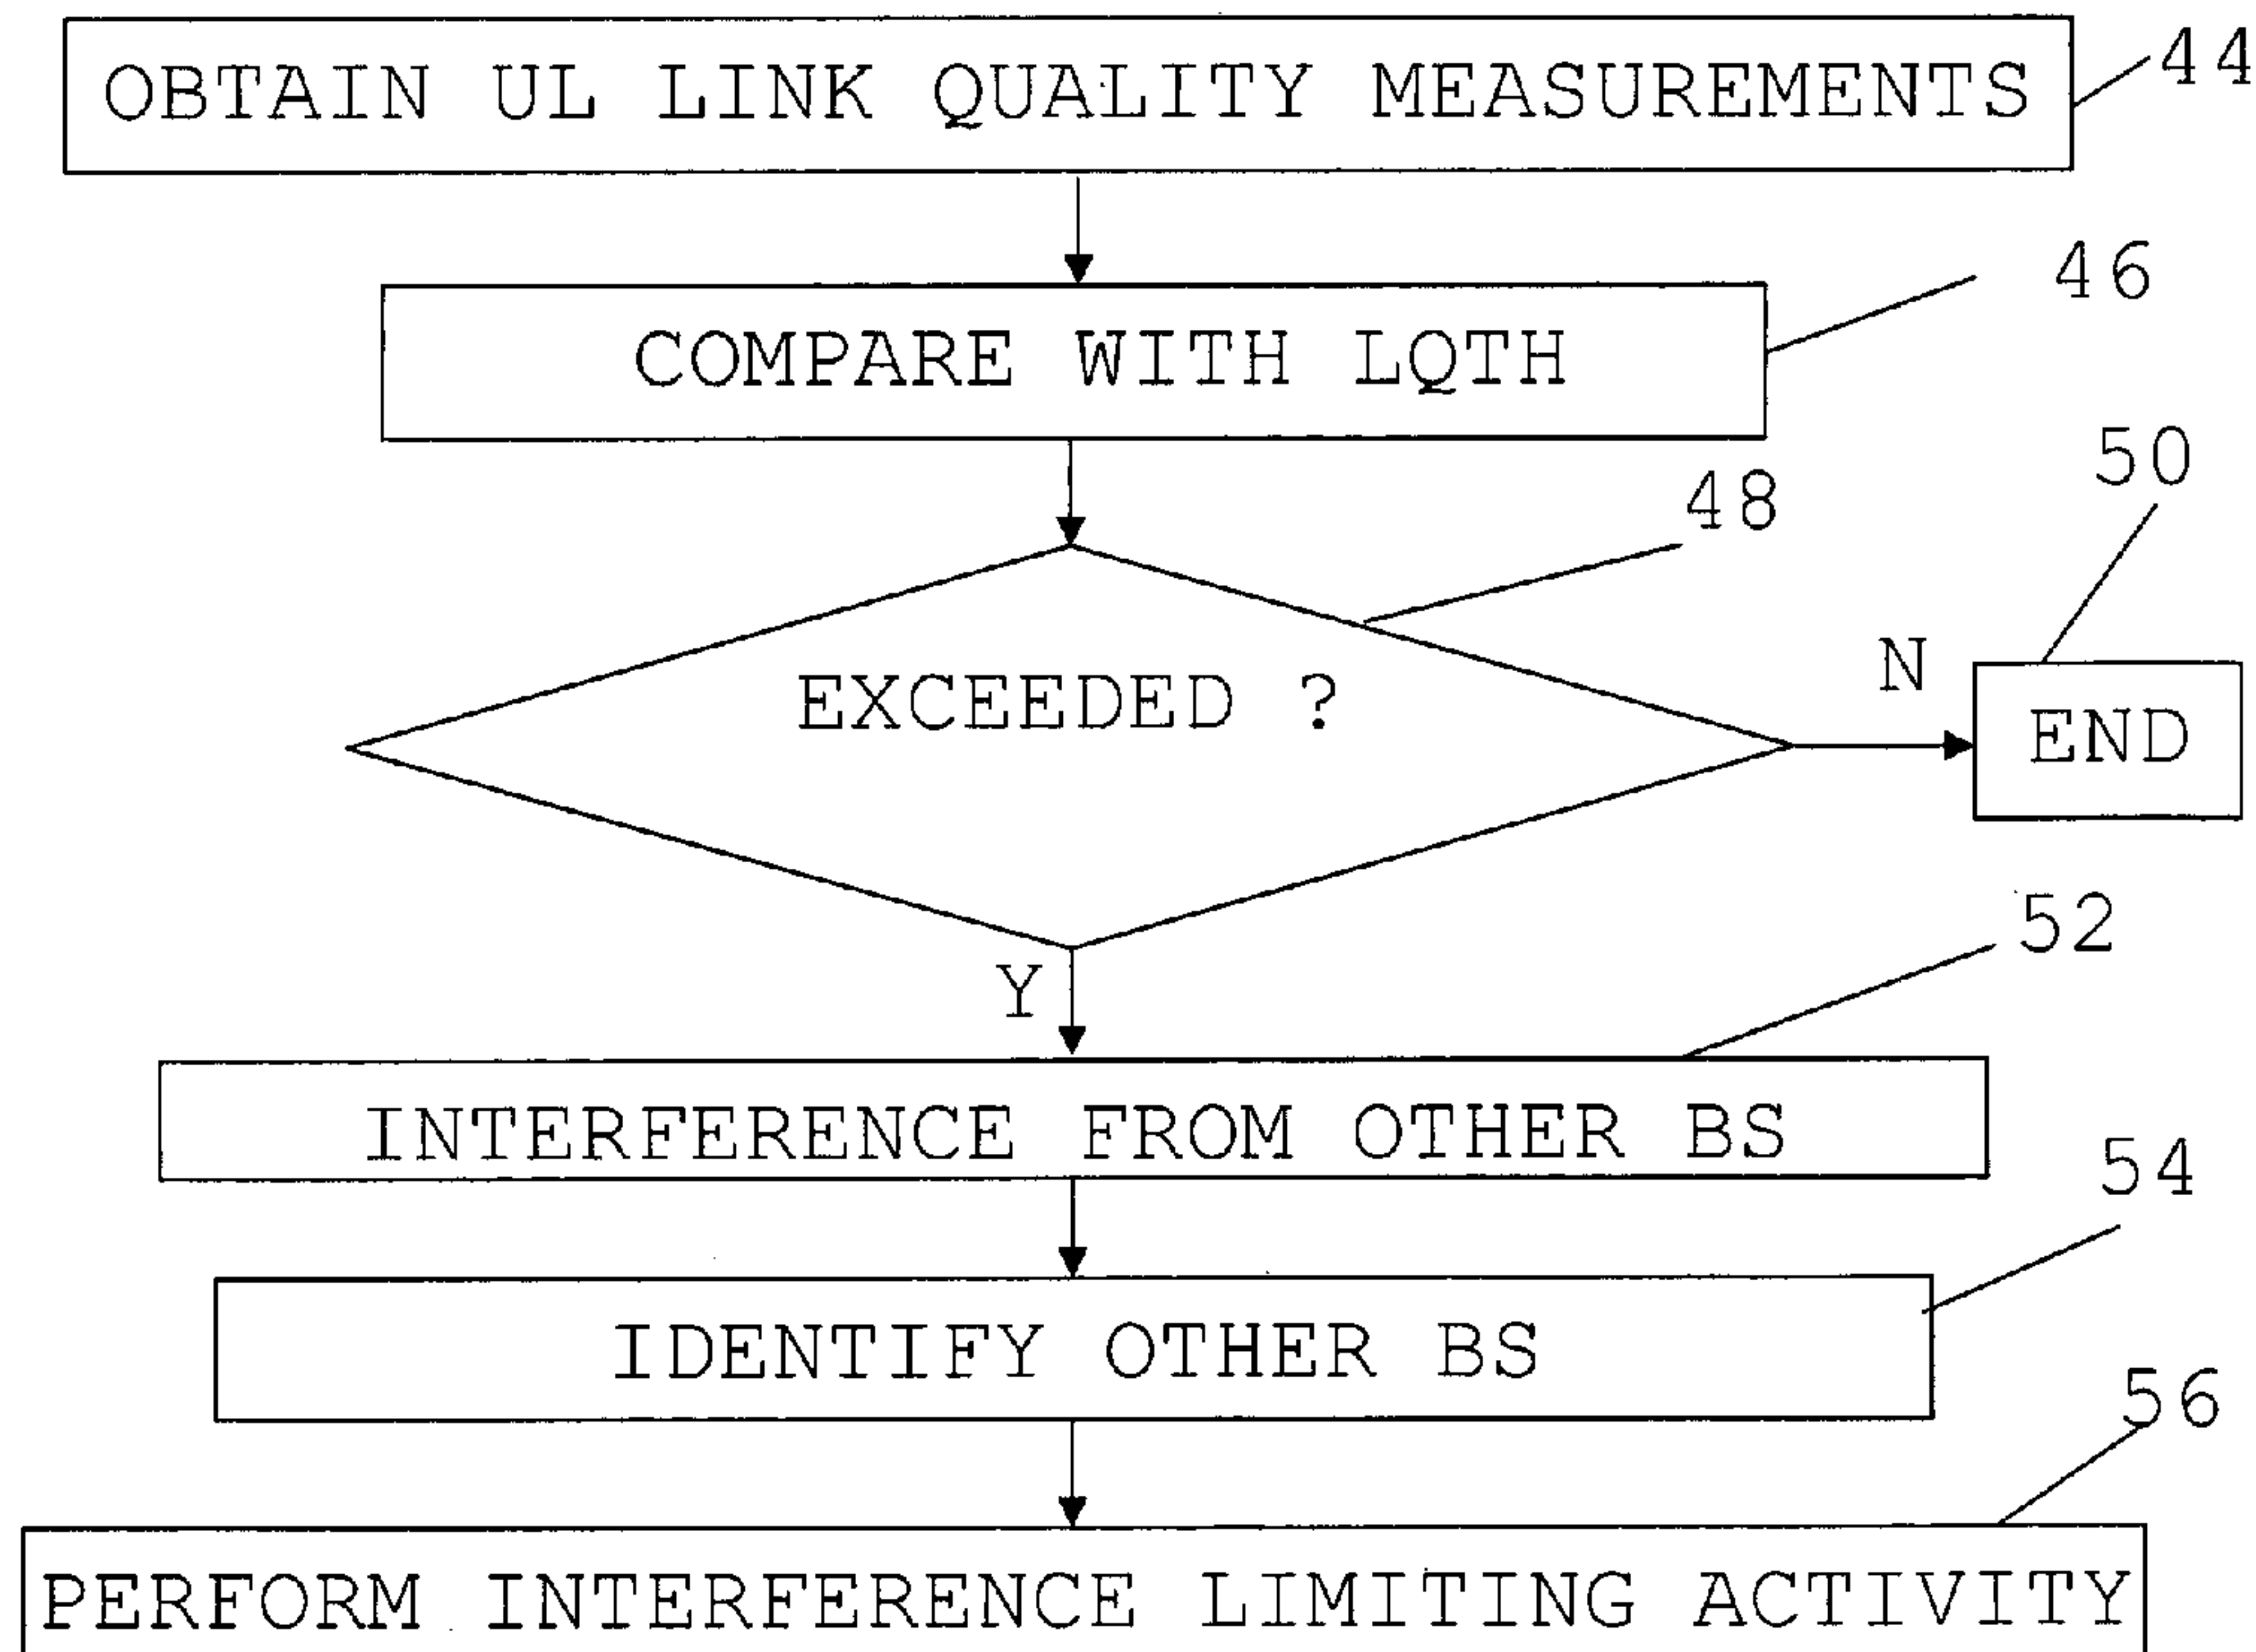 OBTAIN UL LINK QUALITY MEASUREMENTS
44
COMPARE WITH LQTH
46
EXCEEDED ?
48
N
END
50
Y
INTERFERENCE FROM OTHER BS
52
IDENTIFY OTHER BS
54
PERFORM INTERFERENCE LIMITING ACTIVITY
56